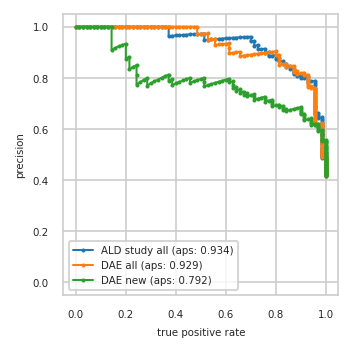 1.0
0.8
0.6
0.4
0.2
0.0
precision
ALD study all (aps: 0.934)
DAE all (aps: 0.929)
DAE new (aps: 0.792)
0.0 0.2 0.4 0.6 0.8 1.0
true positive rate